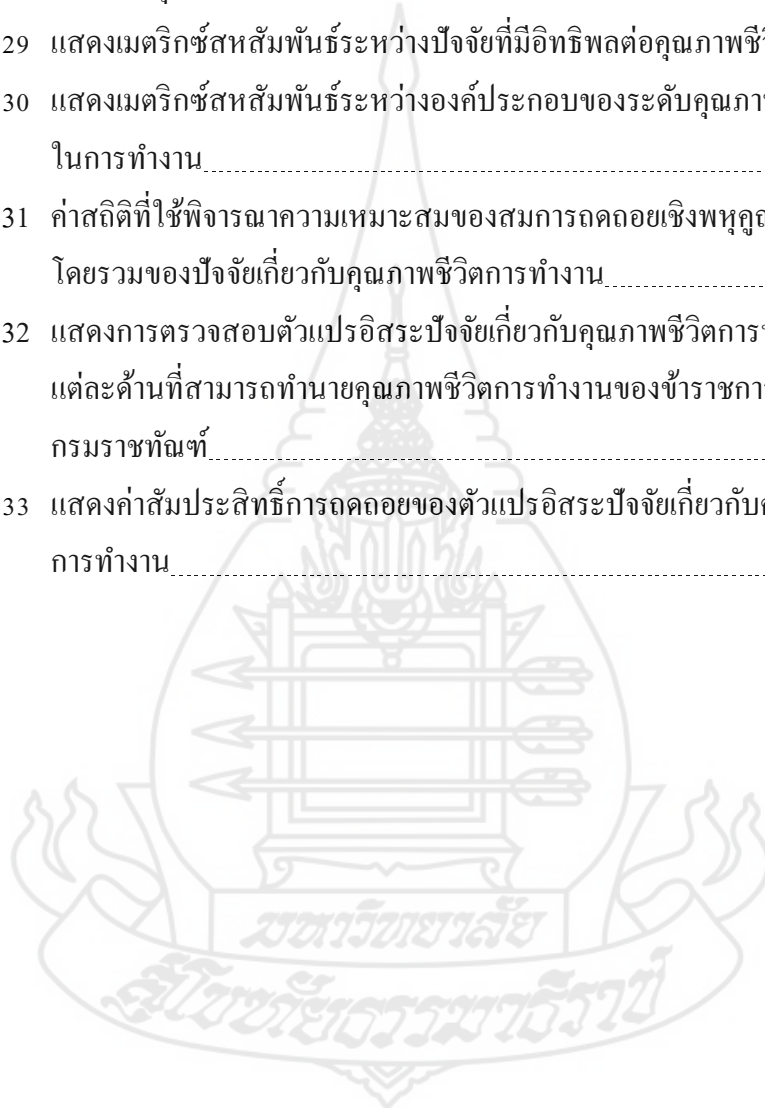 29 แสดงเมตริกซ์สหสัมพันธ์ระหว่างปัจจัยที่มีอิทธิพลต่อคุณภาพชีวิ
30 แสดงเมตริกซ์สหสัมพันธ์ระหว่างองค์ประกอบของระดับคุณภา
ในการทำงาน
31 ค่าสถิติที่ใช้พิจารณาความเหมาะสมของสมการถดถอยเชิงพหุคูณ
โดยรวมของปัจจัยเกี่ยวกับคุณภาพชีวิตการทำงาน
32 แสดงการตรวจสอบตัวแปรอิสระปัจจัยเกี่ยวกับคุณภาพชีวิตการ
แต่ละด้านที่สามารถทำนายคุณภาพชีวิตการทำงานของข้าราชกา
กรมราชทัณฑ์
33 แสดงค่าสัมประสิทธิ์การถดถอยของตัวแปรอิสระปัจจัยเกี่ยวกับ
การทำงาน
มหาวิทยาลัย
สุโขทัยธรรมาธิราช